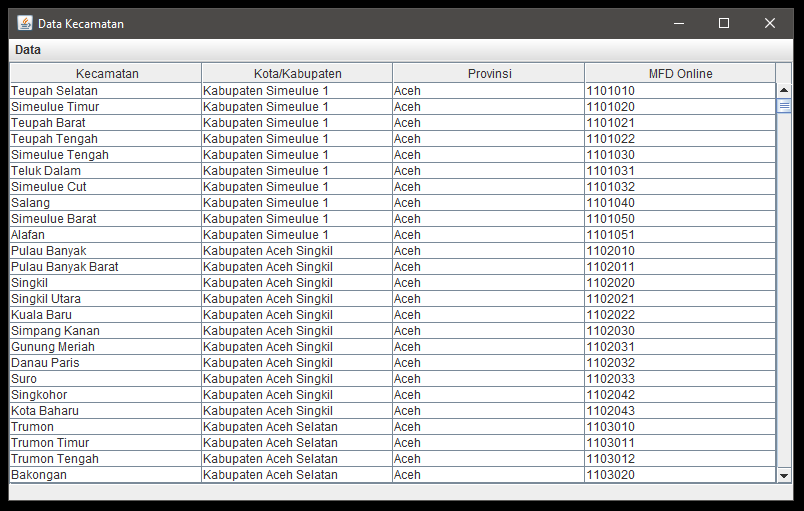 Data Kecamatan
Data
Kecamatan Kota/Kabupaten Provinsi MFD Online
Teupah Selatan Kabupaten Simeulue 1 Aceh 1101010
Simeulue Timur Kabupaten Simeulue 1 Aceh 1101020
Teupah Barat Kabupaten Simeulue 1 Aceh 1101021
Teupah Tengah Kabupaten Simeulue 1 Aceh 1101022
Simeulue Tengah Kabupaten Simeulue 1 Aceh 1101030
Teluk Dalam Kabupaten Simeulue 1 Aceh 1101031
Simeulue Cut Kabupaten Simeulue 1 Aceh 1101032
Salang Kabupaten Simeulue 1 Aceh 1101040
Simeulue Barat Kabupaten Simeulue 1 Aceh 1101050
Alafan Kabupaten Simeulue 1 Aceh 1101051
Pulau Banyak Kabupaten Aceh Singkil Aceh 1102010
Pulau Banyak Barat Kabupaten Aceh Singkil Aceh 1102011
Singkil Kabupaten Aceh Singkil Aceh 1102020
Singkil Utara Kabupaten Aceh Singkil Aceh 1102021
Kuala Baru Kabupaten Aceh Singkil Aceh 1102022
Simpang Kanan Kabupaten Aceh Singkil Aceh 1102030
Gunung Meriah Kabupaten Aceh Singkil Aceh 1102031
Danau Paris Kabupaten Aceh Singkil Aceh 1102032
Suro Kabupaten Aceh Singkil Aceh 1102033
Singkohor Kabupaten Aceh Singkil Aceh 1102042
Kota Baharu Kabupaten Aceh Singkil Aceh 1102043
Trumon Kabupaten Aceh Selatan Aceh 1103010
Trumon Timur Kabupaten Aceh Selatan Aceh 1103011
Trumon Tengah Kabupaten Aceh Selatan Aceh 1103012
Bakongan Kabupaten Aceh Selatan Aceh 1103020